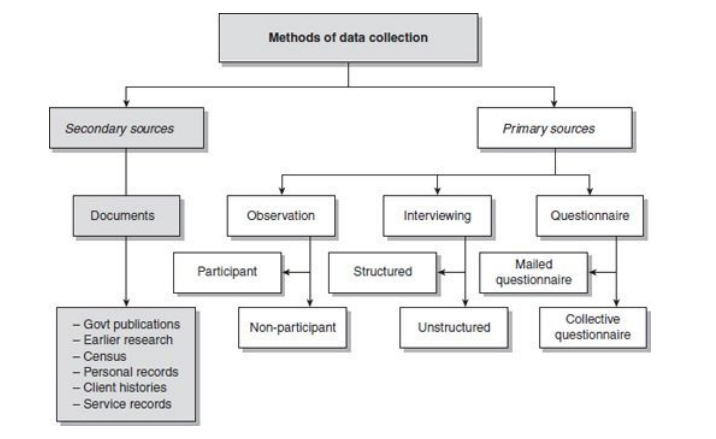 Methods of data collection
Secondary sources
Primary sources
Documents
Observation
Interviewing
Questionnaire
Participant
Structured
Mailed
questionnaire
Non-participant
Unstructured
Collective
questionnaire
– Govt publications
– Earlier research
– Census
– Personal records
– Client histories
– Service records